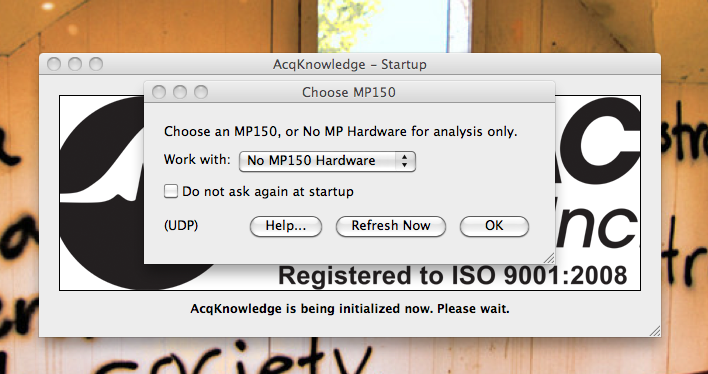 AcqKnowledge – Startup
Choose MP150
Choose an MP150, or No MP Hardware for analysis only.
Work with: No MP150 Hardware
Do not ask again at startup
(UDP) Help... Refresh Now OK
AC
Inc.
Registered to ISO 9001:2008
AcqKnowledge is being initialized now. Please wait.
society